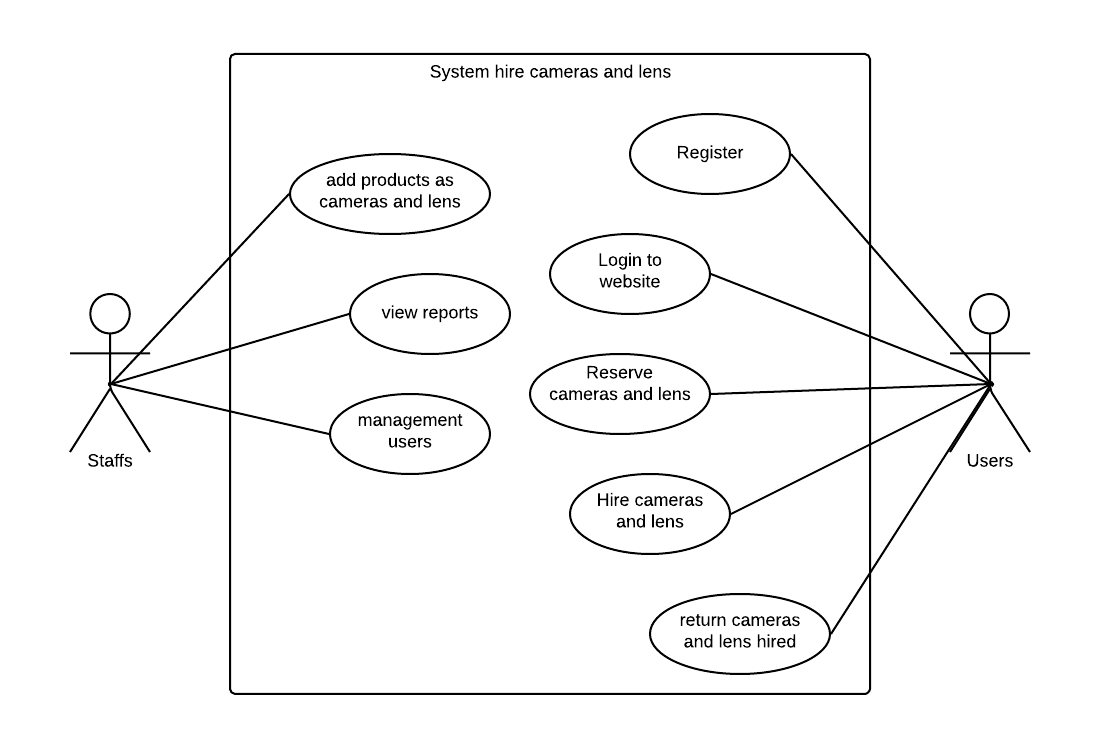 System hire cameras and lens
Register
add products as
cameras and lens
Login to
website
view reports
Reserve
cameras and lens
management
users
Staffs
Users
Hire cameras
and lens
return cameras
and lens hired